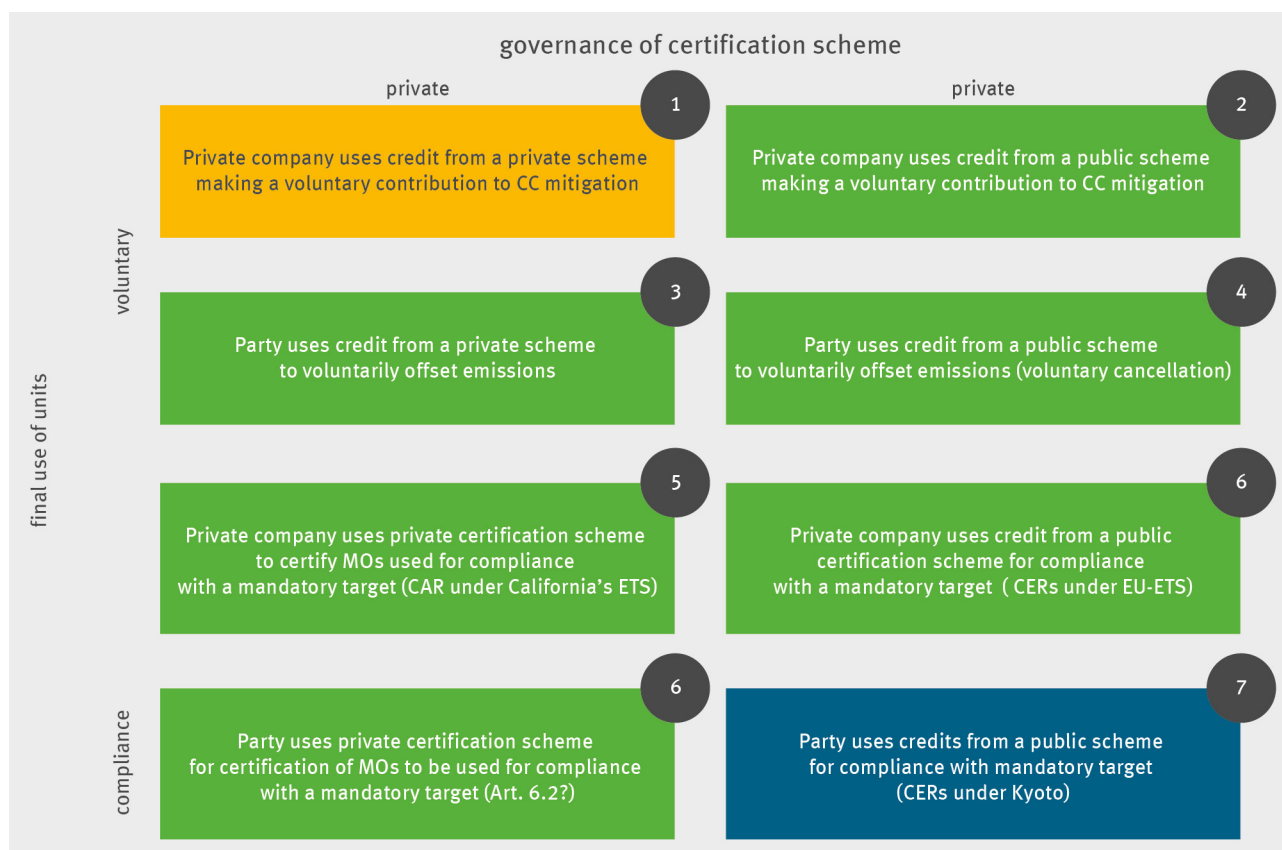 governance of certification scheme
private
private
1
2
Private company uses credit from a private scheme
making a voluntary contribution to CC mitigation
Private company uses credit from a public scheme
making a voluntary contribution to CC mitigation
voluntary
3
4
Party uses credit from a private scheme
to voluntarily offset emissions
Party uses credit from a public scheme
to voluntarily offset emissions (voluntary cancellation)
final use of units
5
6
Private company uses private certification scheme
to certify MOs used for compliance
with a mandatory target (CAR under California’s ETS)
Private company uses credit from a public
certification scheme for compliance
with a mandatory target ( CERs under EU-ETS)
compliance
6
7
Party uses private certification scheme
for certification of MOs to be used for compliance
with a mandatory target (Art. 6.2?)
Party uses credits from a public scheme
for compliance with mandatory target
(CERs under Kyoto)